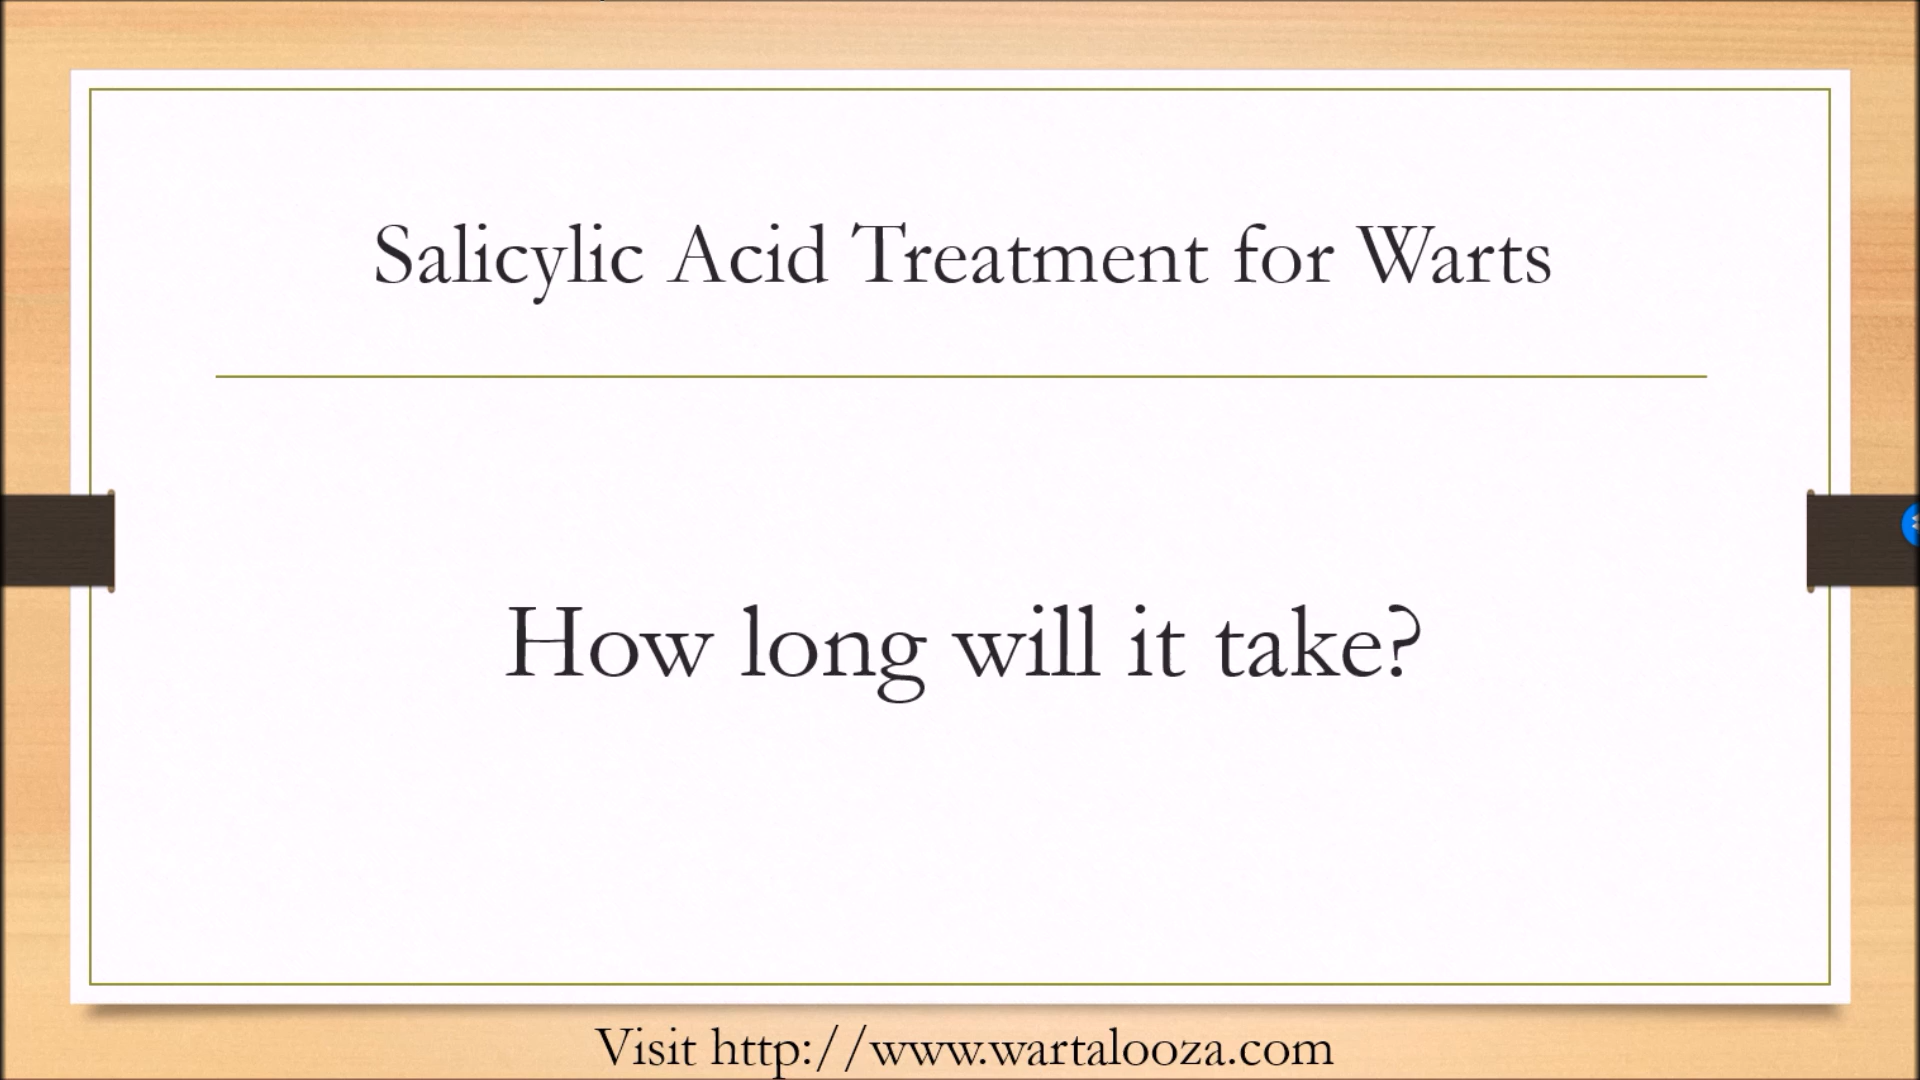 Salicylic Acid Treatment for Warts
How long will it take?
Visit http://www.wartalooza.com